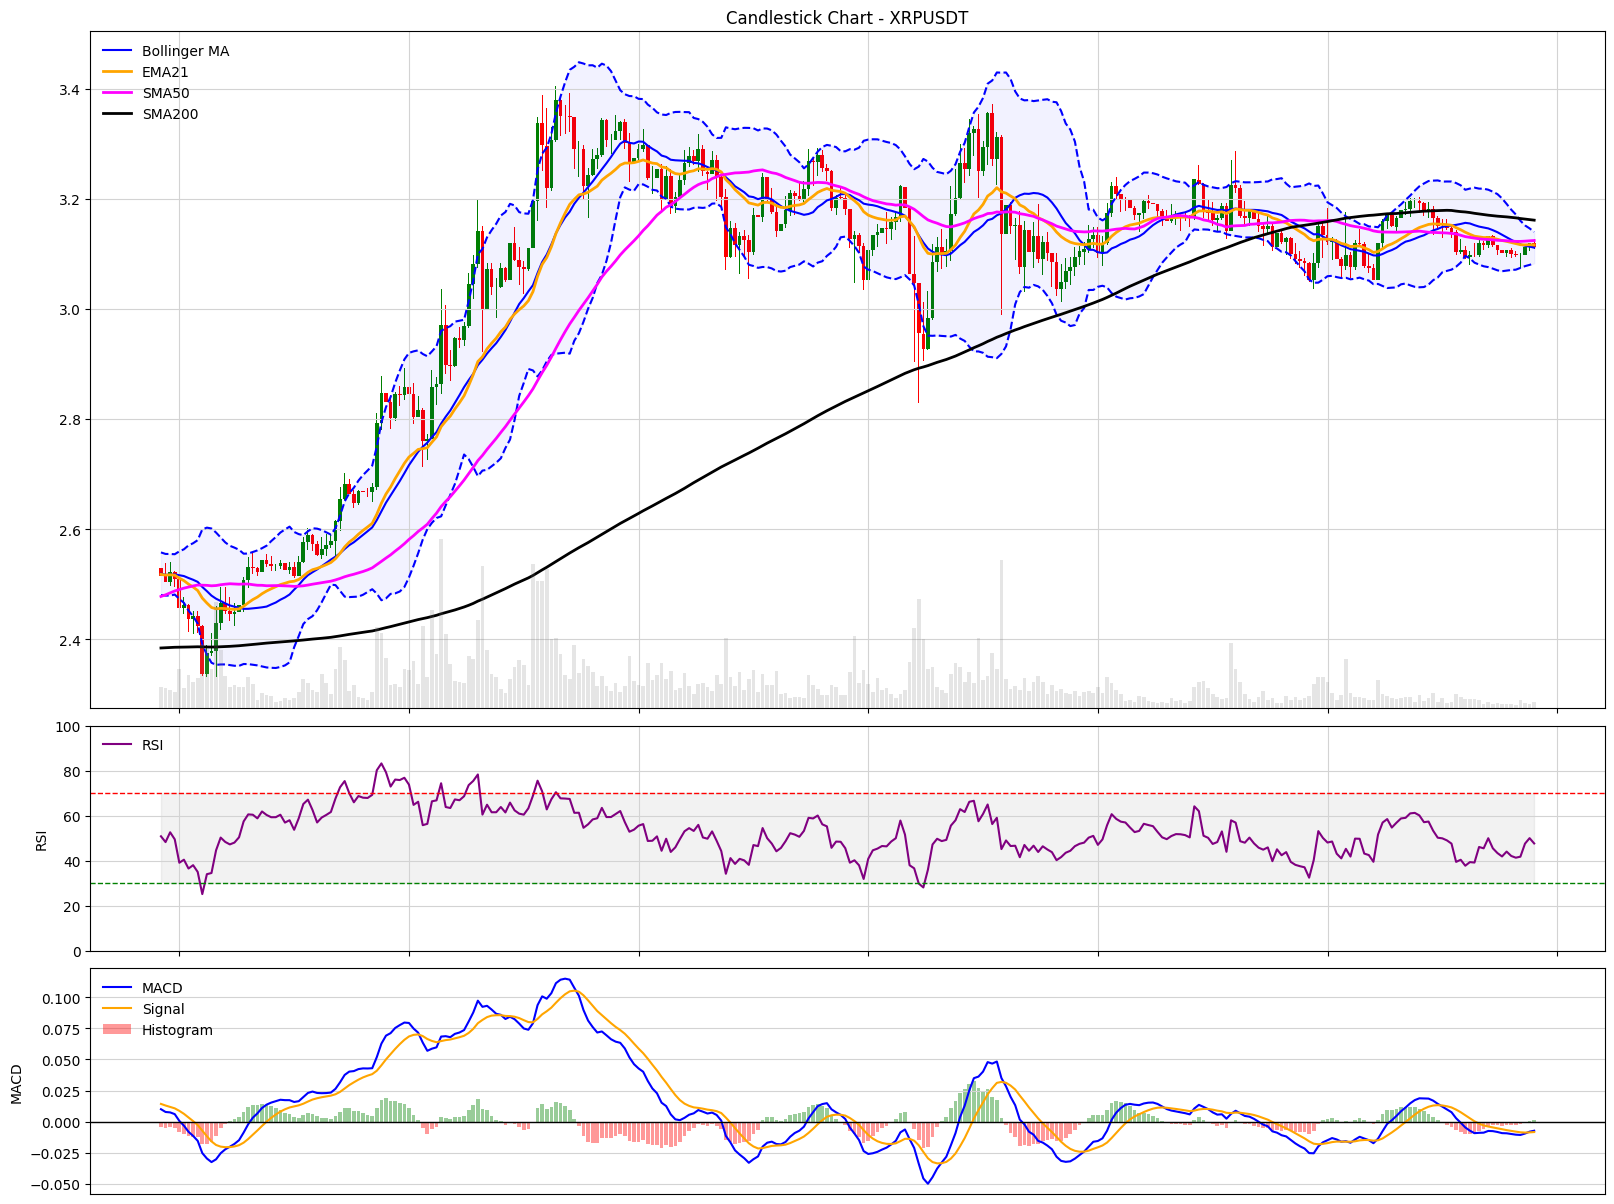 Candlestick Chart - XRPUSDT
Bollinger MA
EMA21
SMA50
SMA200
3.4
3.2
3.0
2.8
2.6
2.4
RSI
100
80
60
40
20
0
RSI
MACD
Signal
Histogram
0.100
0.075
0.050
0.025
0.000
−0.025
−0.050
MACD